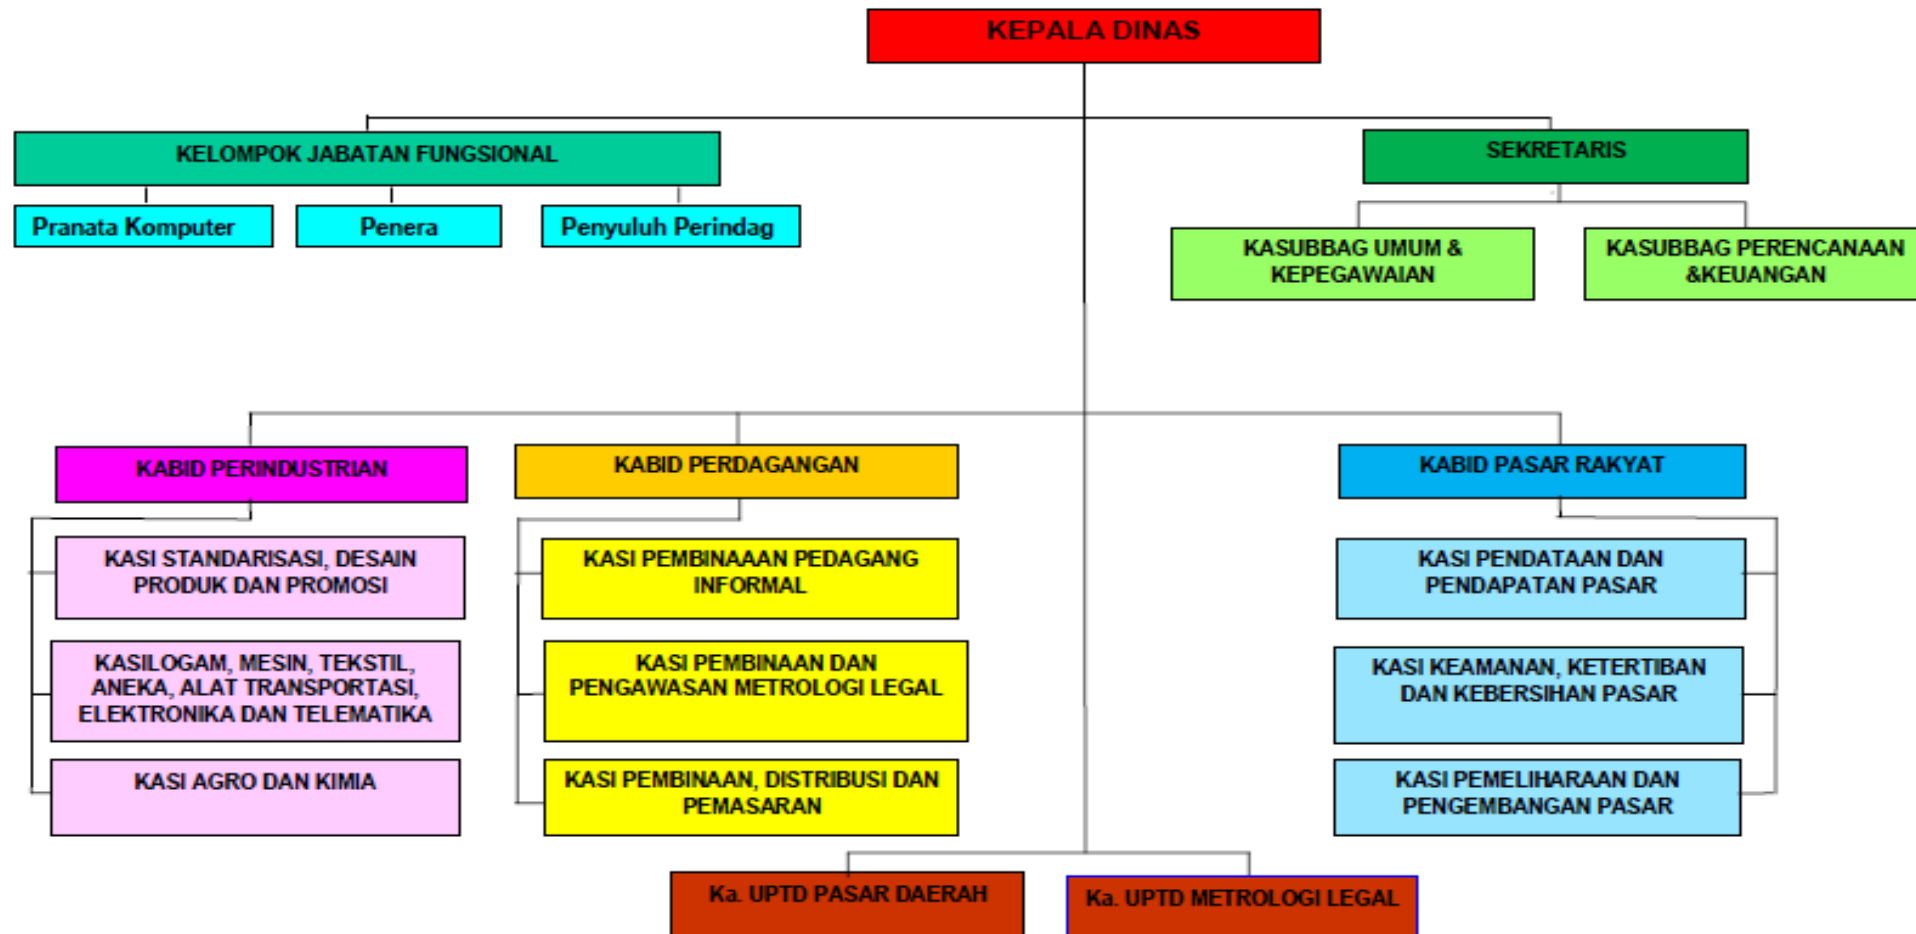 KEPALA DINAS
KELOMPOK JABATAN FUNGSIONAL
SEKRETARIS
Pranata Komputer
Penera
Penyuluh Perindag
KASUBBAG UMUM &
KEPEGAWAIAN
KASUBBAG PERENCANAAN
&KEUANGAN
KABID PERINDUSTRIAN
KABID PERDAGANGAN
KABID PASAR RAKYAT
KASI STANDARISASI, DESAIN
PRODUK DAN PROMOSI
KASI PEMBINAAAN PEDAGANG
INFORMAL
KASI PENDATAAN DAN
PENDAPATAN PASAR
KASILOGAM, MESIN, TEKSTIL,
ANEKA, ALAT TRANSPORTASI,
ELEKTRONIKA DAN TELEMATIKA
KASI PEMBINAAN DAN
PENGAWASAN METROLOGI LEGAL
KASI KEAMANAN, KETERTIBAN
DAN KEBERSIHAN PASAR
KASI AGRO DAN KIMIA
KASI PEMBINAAN, DISTRIBUSI DAN
PEMASARAN
KASI PEMELIHARAAN DAN
PENGEMBANGAN PASAR
Ka. UPTD PASAR DAERAH
Ka. UPTD METROLOGI LEGAL